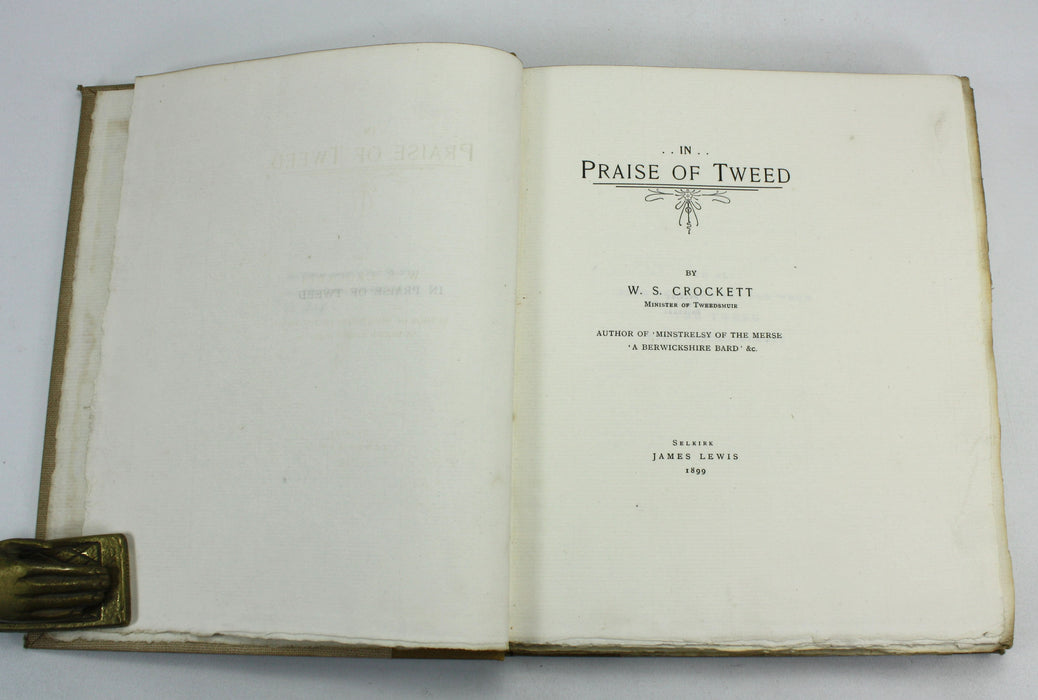 . . IN . .
PRAISE OF TWEED
BY
W. S. CROCKETT
MINISTER OF TWEEDSMUIR
AUTHOR OF 'MINSTRELSY OF THE MERSE
'A BERWICKSHIRE BARD' &c.
SELKIRK
JAMES LEWIS
1899